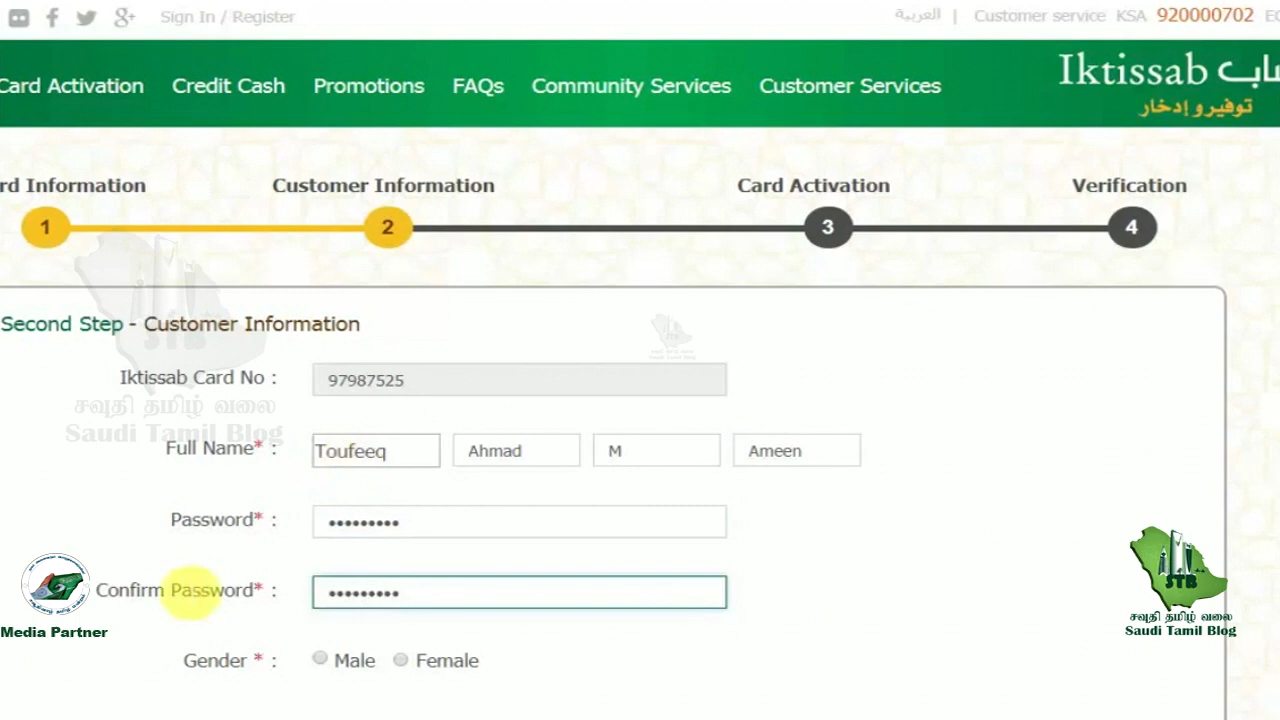 Sign In / Register
العربية | Customer service KSA 920000702
Card Activation Credit Cash Promotions FAQs Community Services Customer Services
Iktissab
توفير و إدخار
Information Customer Information Card Activation Verification
1 2 3 4
Second Step - Customer Information
Iktissab Card No : 97987525
Full Name* : Toufeeq Ahmad M Ameen
Password* : •••••••••
Confirm Password* : •••••••••
Gender * : Male Female
STB
சவுதி தமிழ் வலை
Saudi Tamil Blog
Media Partner
STB
சவுதி தமிழ் வலை
Saudi Tamil Blog